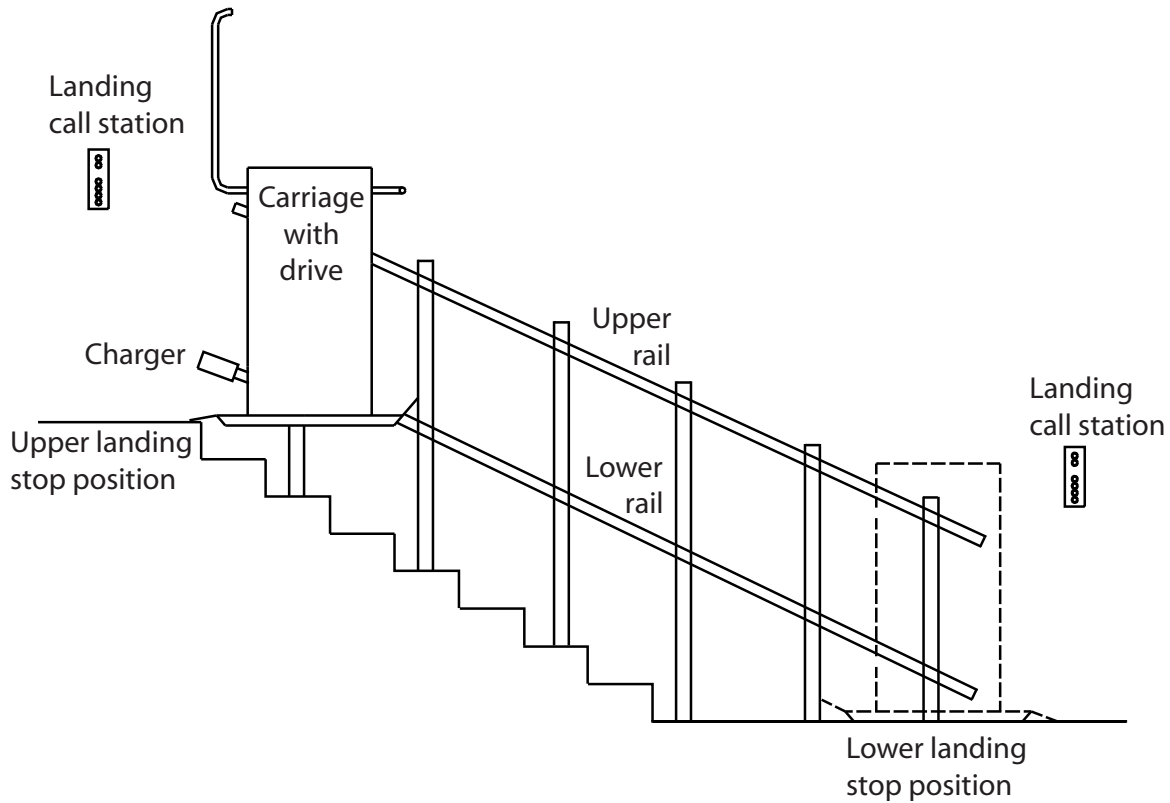 Landing
call station
Carriage
with
drive
Charger
Upper
rail
Upper landing
stop position
Lower
rail
Landing
call station
Lower landing
stop position